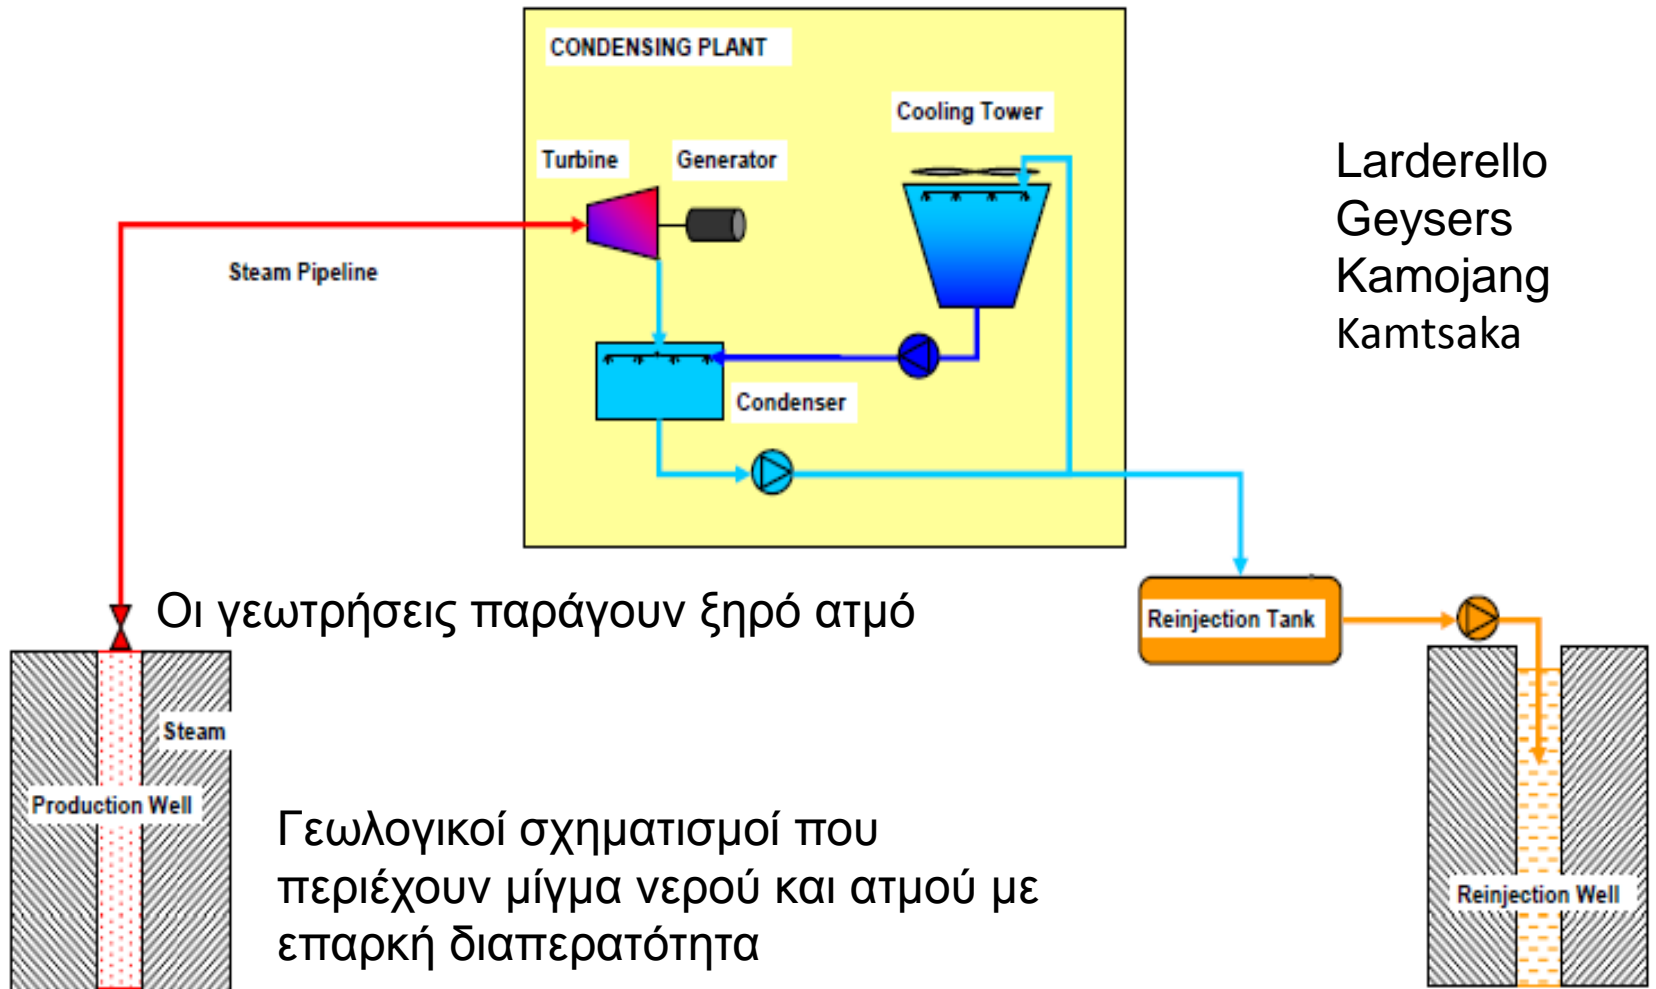 CONDENSING PLANT
Cooling Tower
Turbine
Generator
Steam Pipeline
Condenser
Larderello
Geysers
Kamojang
Kamtsaka
Οι γεωτρήσεις παράγουν ξηρό ατμό
Reinjection Tank
Steam
Production Well
Γεωλογικοί σχηματισμοί που
περιέχουν μίγμα νερού και ατμού με
επαρκή διαπερατότητα
Reinjection Well